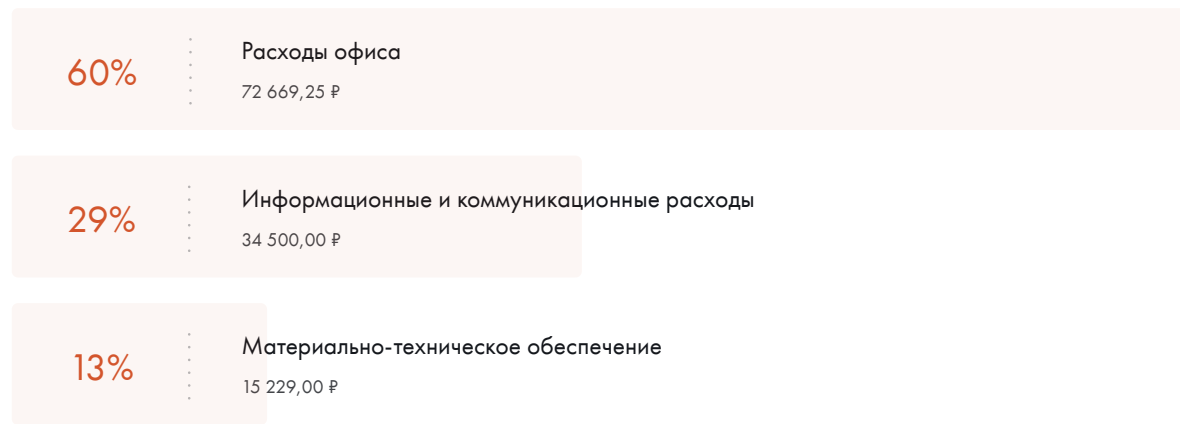 60%
Расходы офиса
72 669,25 ₽
29%
Информационные и коммуникационные расходы
34 500,00 ₽
13%
Материально-техническое обеспечение
15 229,00 ₽